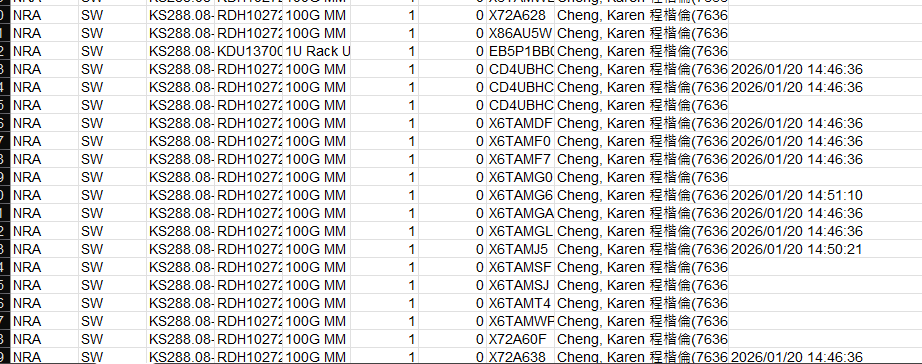 NRA SW KS288.08- RDH10272 100G MM 1 0 X72A628 Cheng, Karen 程楷倫(7636
NRA SW KS288.08- RDH10272 100G MM 1 0 X86AU5W Cheng, Karen 程楷倫(7636
NRA SW KS288.08- KDU13700 1U Rack U 1 0 EB5P1BB0 Cheng, Karen 程楷倫(7636
NRA SW KS288.08- RDH10272 100G MM 1 0 CD4UBHC Cheng, Karen 程楷倫(7636 2026/01/20 14:46:36
NRA SW KS288.08- RDH10272 100G MM 1 0 CD4UBHC Cheng, Karen 程楷倫(7636 2026/01/20 14:46:36
NRA SW KS288.08- RDH10272 100G MM 1 0 CD4UBHC Cheng, Karen 程楷倫(7636
NRA SW KS288.08- RDH10272 100G MM 1 0 X6TAMDF Cheng, Karen 程楷倫(7636 2026/01/20 14:46:36
NRA SW KS288.08- RDH10272 100G MM 1 0 X6TAMF0 Cheng, Karen 程楷倫(7636 2026/01/20 14:46:36
NRA SW KS288.08- RDH10272 100G MM 1 0 X6TAMF7 Cheng, Karen 程楷倫(7636 2026/01/20 14:46:36
NRA SW KS288.08- RDH10272 100G MM 1 0 X6TAMG0 Cheng, Karen 程楷倫(7636
NRA SW KS288.08- RDH10272 100G MM 1 0 X6TAMG6 Cheng, Karen 程楷倫(7636 2026/01/20 14:51:10
NRA SW KS288.08- RDH10272 100G MM 1 0 X6TAMGA Cheng, Karen 程楷倫(7636 2026/01/20 14:46:36
NRA SW KS288.08- RDH10272 100G MM 1 0 X6TAMGL Cheng, Karen 程楷倫(7636 2026/01/20 14:46:36
NRA SW KS288.08- RDH10272 100G MM 1 0 X6TAMJ5 Cheng, Karen 程楷倫(7636 2026/01/20 14:50:21
NRA SW KS288.08- RDH10272 100G MM 1 0 X6TAMSF Cheng, Karen 程楷倫(7636
NRA SW KS288.08- RDH10272 100G MM 1 0 X6TAMSJ Cheng, Karen 程楷倫(7636
NRA SW KS288.08- RDH10272 100G MM 1 0 X6TAMT4 Cheng, Karen 程楷倫(7636
NRA SW KS288.08- RDH10272 100G MM 1 0 X6TAMWF Cheng, Karen 程楷倫(7636
NRA SW KS288.08- RDH10272 100G MM 1 0 X72A60F Cheng, Karen 程楷倫(7636
NRA SW KS288.08- RDH10272 100G MM 1 0 X72A638 Cheng, Karen 程楷倫(7636 2026/01/20 14:46:36